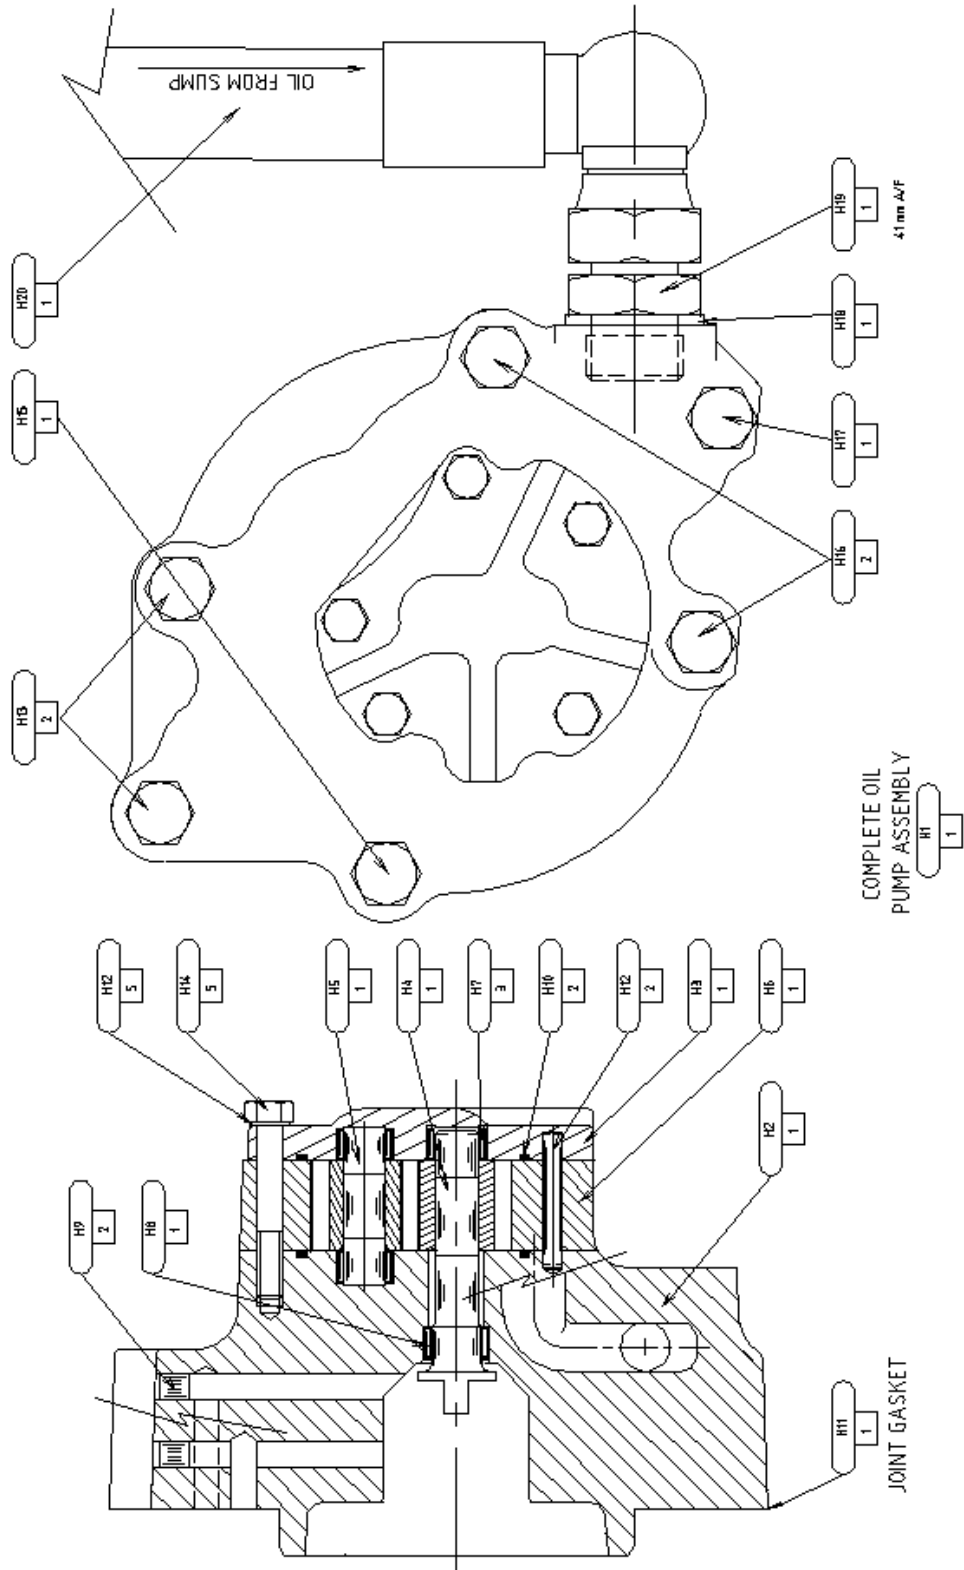 H9
2
H8
1
H12
5
H14
5
H5
1
H4
1
H7
3
H10
2
H12
2
H3
1
H6
1
H2
1
H11
1
JOINT GASKET
H13
2
H15
1
H20
1
OIL FROM SUMP
H16
2
H17
1
H18
1
H19
1
41mm A/F
COMPLETE OIL
PUMP ASSEMBLY
H1
1